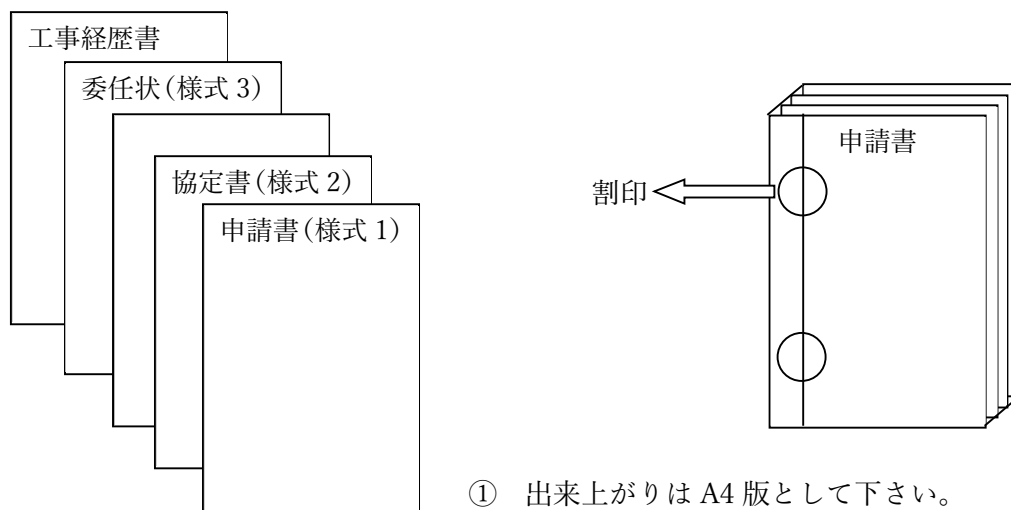 工事経歴書
委任状(様式 3)
協定書(様式 2)
申請書(様式 1)
申請書
割印
① 出来上がりは A4 版として下さい。